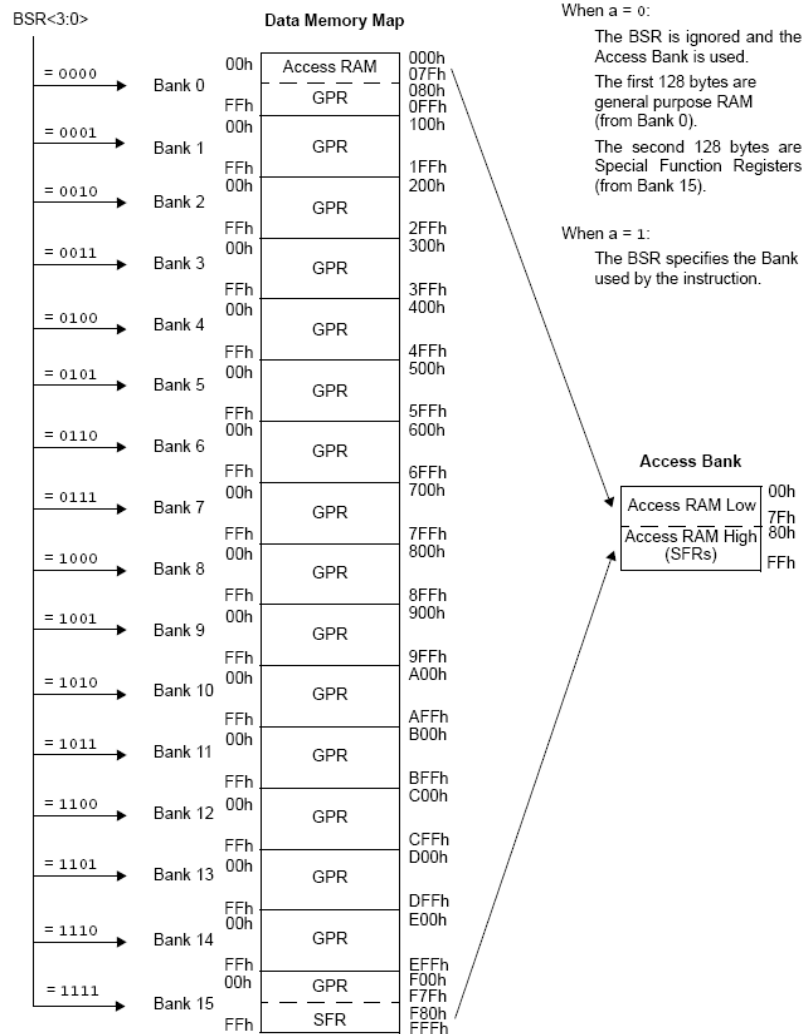 BSR<3:0>
Data Memory Map
When a = 0:
The BSR is ignored and the
Access Bank is used.
The first 128 bytes are
general purpose RAM
(from Bank 0).
The second 128 bytes are
Special Function Registers
(from Bank 15).
When a = 1:
The BSR specifies the Bank
used by the instruction.
= 0000
Bank 0
00h
Access RAM
000h
07Fh
080h
FFh
GPR
0FFh
= 0001
Bank 1
00h
GPR
100h
FFh
1FFh
= 0010
Bank 2
00h
GPR
200h
FFh
2FFh
= 0011
Bank 3
00h
GPR
300h
FFh
3FFh
= 0100
Bank 4
00h
GPR
400h
FFh
4FFh
= 0101
Bank 5
00h
GPR
500h
FFh
5FFh
= 0110
Bank 6
00h
GPR
600h
FFh
6FFh
= 0111
Bank 7
00h
GPR
700h
FFh
7FFh
= 1000
Bank 8
00h
GPR
800h
FFh
8FFh
= 1001
Bank 9
00h
GPR
900h
FFh
9FFh
= 1010
Bank 10
00h
GPR
A00h
FFh
AFFh
= 1011
Bank 11
00h
GPR
B00h
FFh
BFFh
= 1100
Bank 12
00h
GPR
C00h
FFh
CFFh
= 1101
Bank 13
00h
GPR
D00h
FFh
DFFh
= 1110
Bank 14
00h
GPR
E00h
FFh
EFFh
= 1111
Bank 15
00h
GPR
F00h
F7Fh
F80h
FFh
SFR
FFFh
Access Bank
Access RAM Low
00h
7Fh
Access RAM High
(SFRs)
80h
FFh